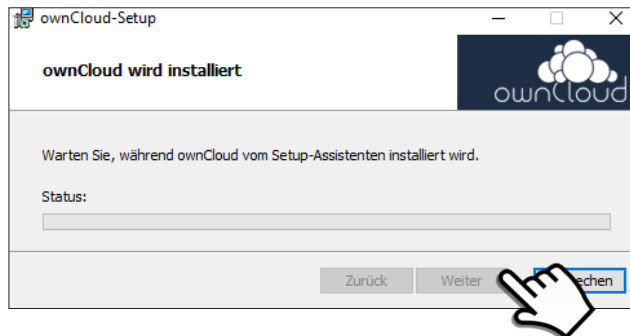 ownCloud-Setup
ownCloud wird installiert
ownCloud
Warten Sie, während ownCloud vom Setup-Assistenten installiert wird.
Status:
Zurück Weiter